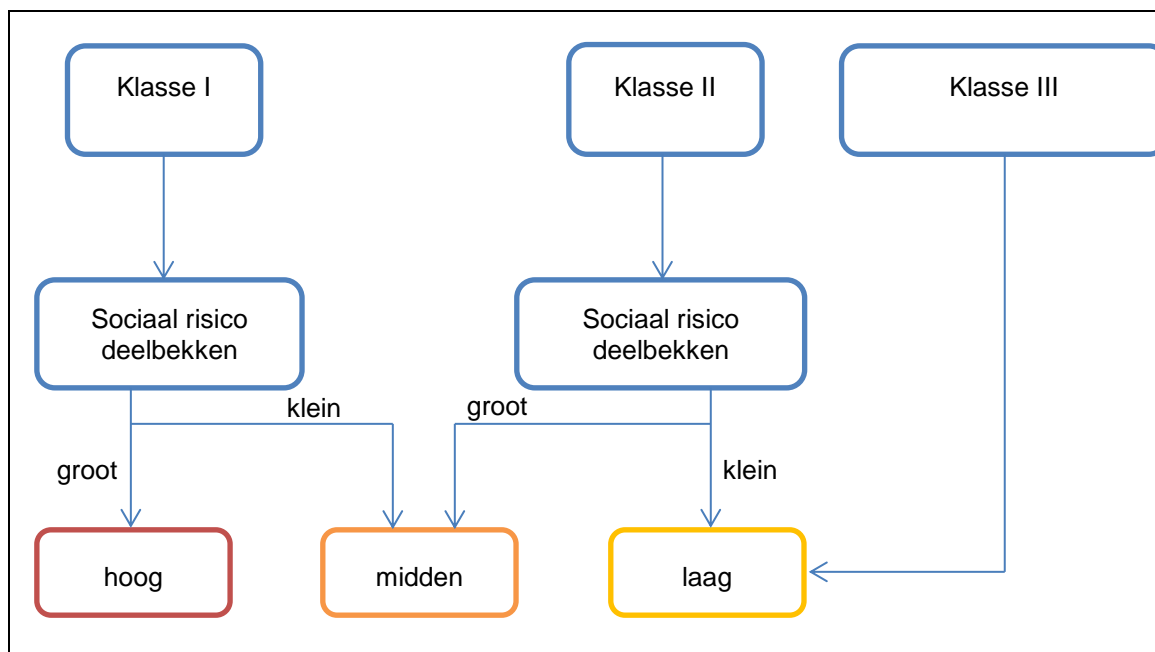 Klasse I
Klasse II
Klasse III
Sociaal risico
deelbekken
Sociaal risico
deelbekken
klein
groot
groot
klein
hoog
midden
laag